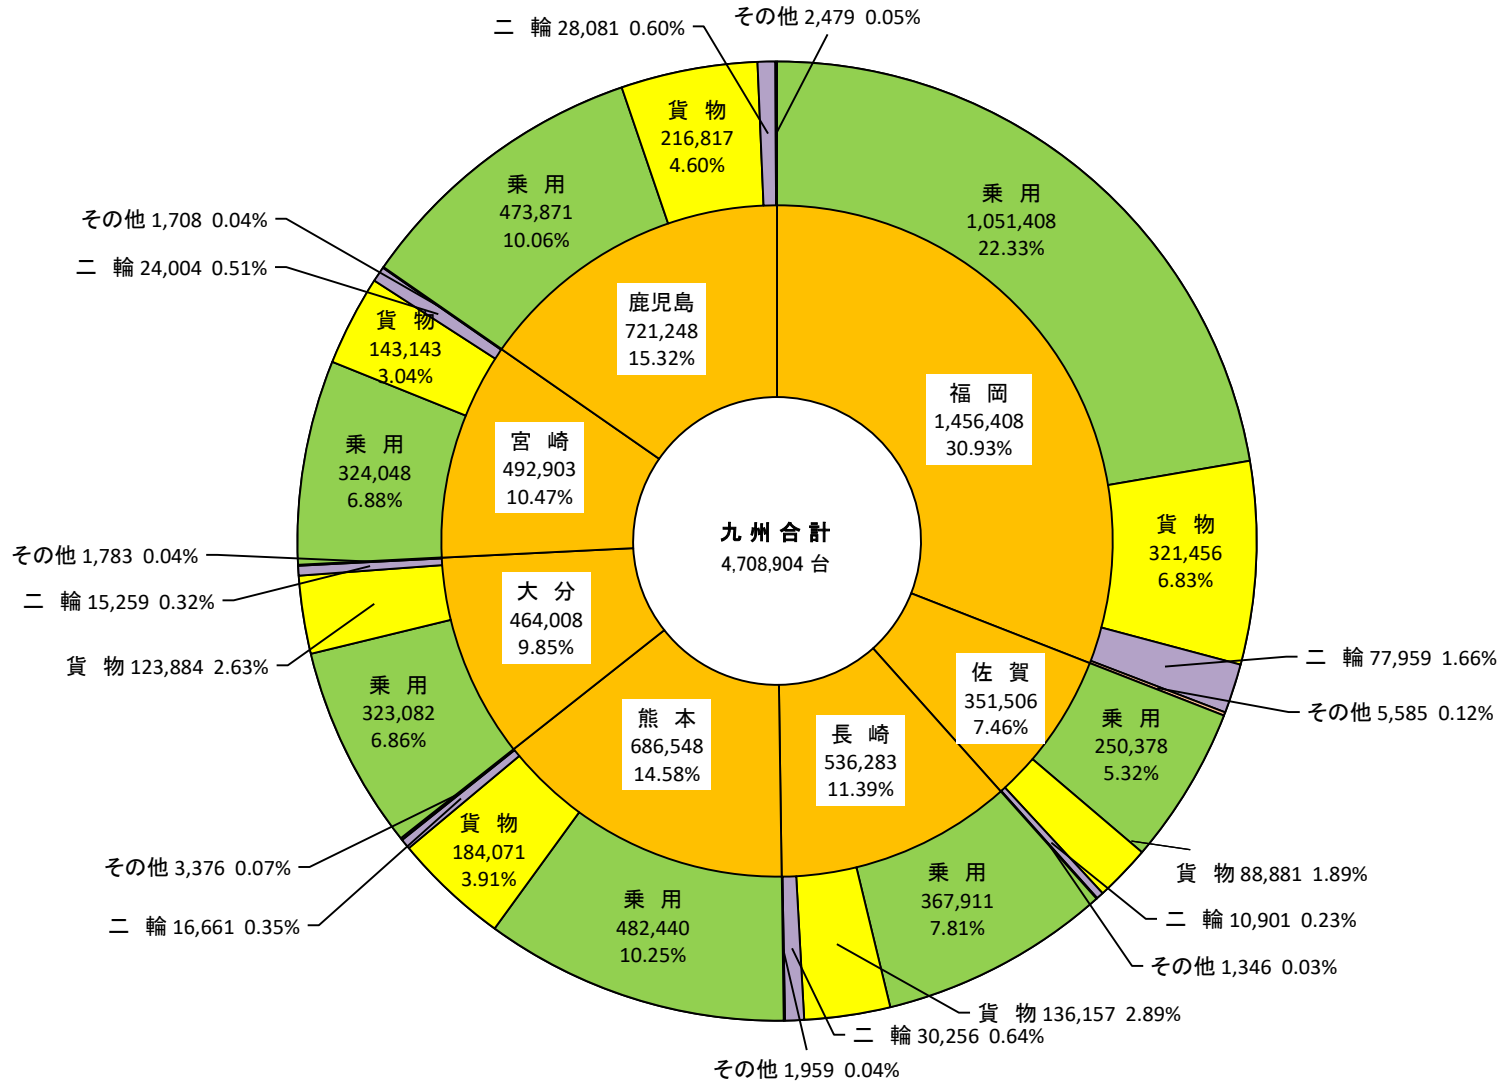 二 輪 28,081 0.60%
その他 2,479 0.05%
貨 物
216,817
4.60%
乗 用
473,871
10.06%
乗 用
1,051,408
22.33%
その他 1,708 0.04%
二 輪 24,004 0.51%
貨 物
143,143
3.04%
鹿児島
721,248
15.32%
福 岡
1,456,408
30.93%
乗 用
324,048
6.88%
宮 崎
492,903
10.47%
九州合計
4,708,904 台
貨 物
321,456
6.83%
その他 1,783 0.04%
二 輪 15,259 0.32%
貨 物 123,884 2.63%
大 分
464,008
9.85%
二 輪 77,959 1.66%
その他 5,585 0.12%
乗 用
323,082
6.86%
熊 本
686,548
14.58%
長 崎
536,283
11.39%
佐 賀
351,506
7.46%
乗 用
250,378
5.32%
その他 3,376 0.07%
二 輪 16,661 0.35%
貨 物
184,071
3.91%
乗 用
482,440
10.25%
乗 用
367,911
7.81%
貨 物 88,881 1.89%
二 輪 10,901 0.23%
その他 1,346 0.03%
貨 物 136,157 2.89%
二 輪 30,256 0.64%
その他 1,959 0.04%